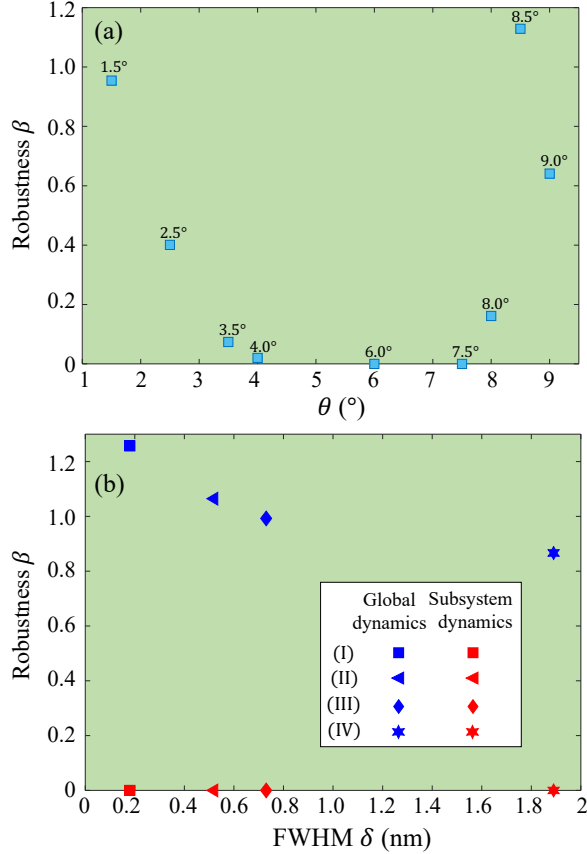 (a)
Robustness β
1.2
1.0
0.8
0.6
0.4
0.2
0
1.5°
2.5°
3.5°
4.0°
6.0°
7.5°
8.0°
8.5°
9.0°
1 2 3 4 5 6 7 8 9
θ (°)
(b)
Robustness β
1.2
1.0
0.8
0.6
0.4
0.2
0
Global Subsystem
dynamics dynamics
(I)
(II)
(III)
(IV)
0 0.2 0.4 0.6 0.8 1 1.2 1.4 1.6 1.8 2
FWHM δ (nm)